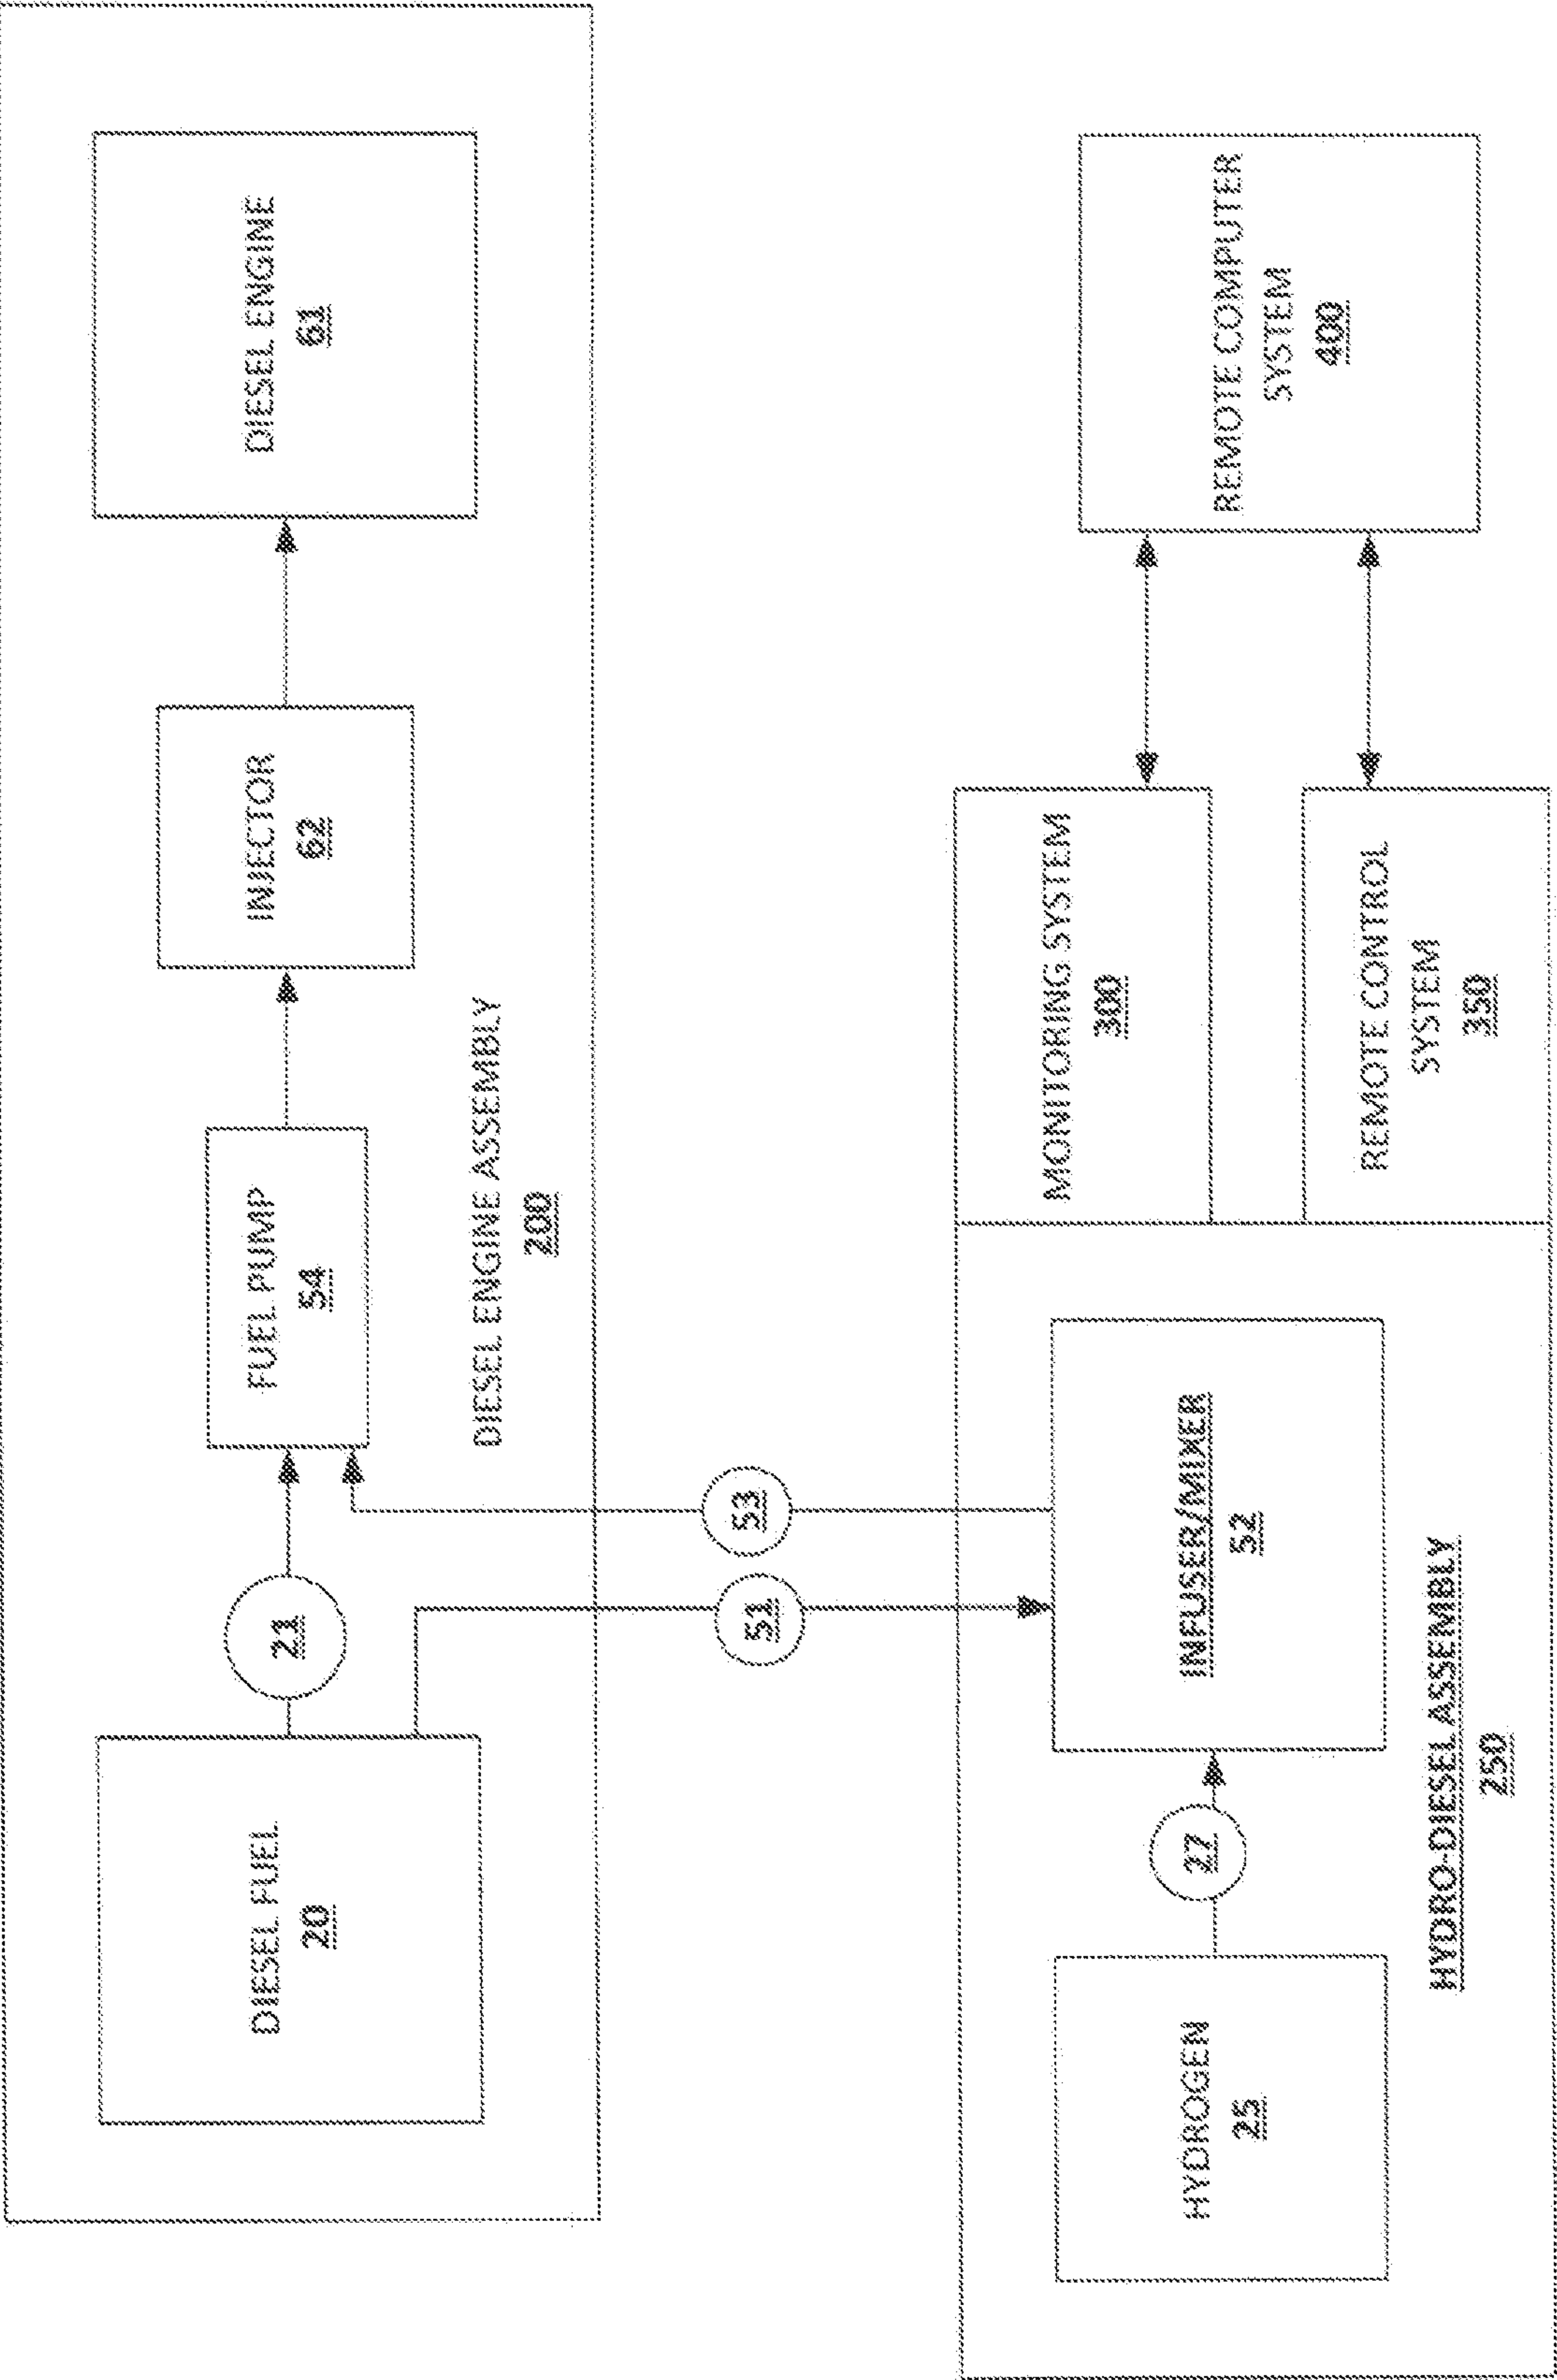 DIESEL FUEL
20
21
FUEL PUMP
54
INJECTOR
62
DIESEL ENGINE
61
DIESEL ENGINE ASSEMBLY
200
51
53
HYDROGEN
25
27
INFUSER/MIXER
52
HYDRO-DIESEL ASSEMBLY
250
MONITORING SYSTEM
300
REMOTE CONTROL
SYSTEM
350
REMOTE COMPUTER
SYSTEM
400